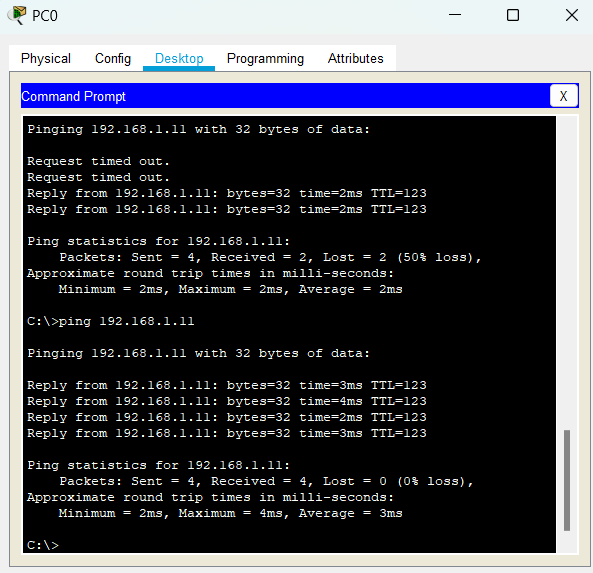 PC0
Physical Config Desktop Programming Attributes
Command Prompt X
Pinging 192.168.1.11 with 32 bytes of data:
Request timed out.
Request timed out.
Reply from 192.168.1.11: bytes=32 time=2ms TTL=123
Reply from 192.168.1.11: bytes=32 time=2ms TTL=123
Ping statistics for 192.168.1.11:
Packets: Sent = 4, Received = 2, Lost = 2 (50% loss),
Approximate round trip times in milli-seconds:
Minimum = 2ms, Maximum = 2ms, Average = 2ms
C:\>ping 192.168.1.11
Pinging 192.168.1.11 with 32 bytes of data:
Reply from 192.168.1.11: bytes=32 time=3ms TTL=123
Reply from 192.168.1.11: bytes=32 time=4ms TTL=123
Reply from 192.168.1.11: bytes=32 time=2ms TTL=123
Reply from 192.168.1.11: bytes=32 time=3ms TTL=123
Ping statistics for 192.168.1.11:
Packets: Sent = 4, Received = 4, Lost = 0 (0% loss),
Approximate round trip times in milli-seconds:
Minimum = 2ms, Maximum = 4ms, Average = 3ms
C:\>